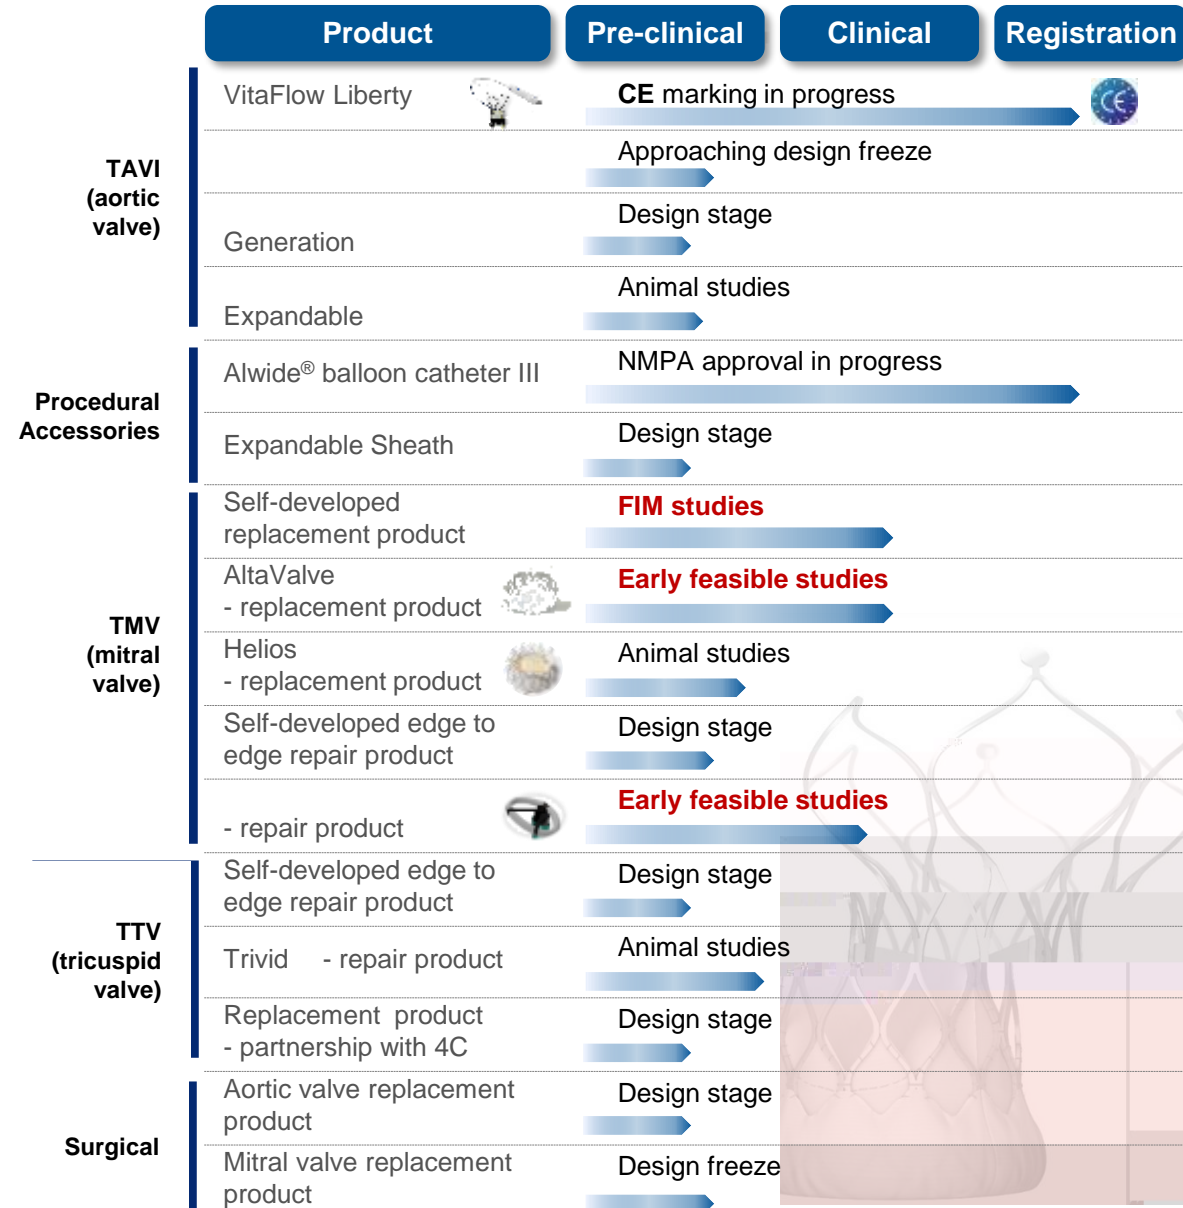 Product Pre-clinical Clinical Registration
TAVI
(aortic
valve)
VitaFlow Liberty
CE marking in progress
CE
Approaching design freeze
Generation
Design stage
Expandable
Animal studies
Procedural
Accessories
Alwide® balloon catheter III
NMPA approval in progress
Expandable Sheath
Design stage
TMV
(mitral
valve)
Self-developed
replacement product
FIM studies
AltaValve
- replacement product
Early feasible studies
Helios
- replacement product
Animal studies
Self-developed edge to
edge repair product
Design stage
- repair product
Early feasible studies
TTV
(tricuspid
valve)
Self-developed edge to
edge repair product
Design stage
Trivid - repair product
Animal studies
Replacement product
- partnership with 4C
Design stage
Surgical
Aortic valve replacement
product
Design stage
Mitral valve replacement
product
Design freeze